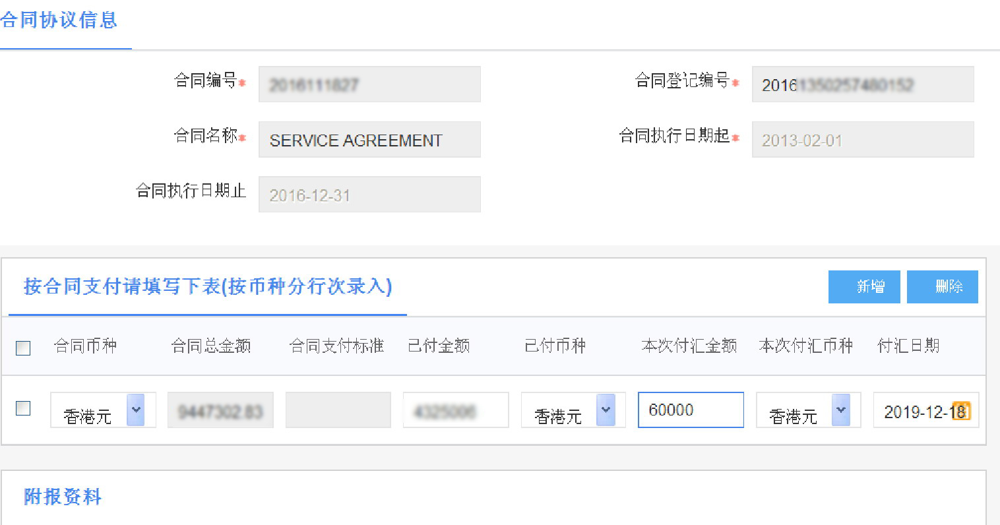 合同协议信息
合同编号*
合同登记编号* 2016
合同名称* SERVICE AGREEMENT
合同执行日期起* 2013-02-01
合同执行日期止 2016-12-31
按合同支付请填写下表(按币种分行次录入)
新增 删除
合同币种 合同总金额 合同支付标准 已付金额 已付币种 本次付汇金额 本次付汇币种 付汇日期
香港元 香港元 60000 香港元 2019-12-18
附报资料